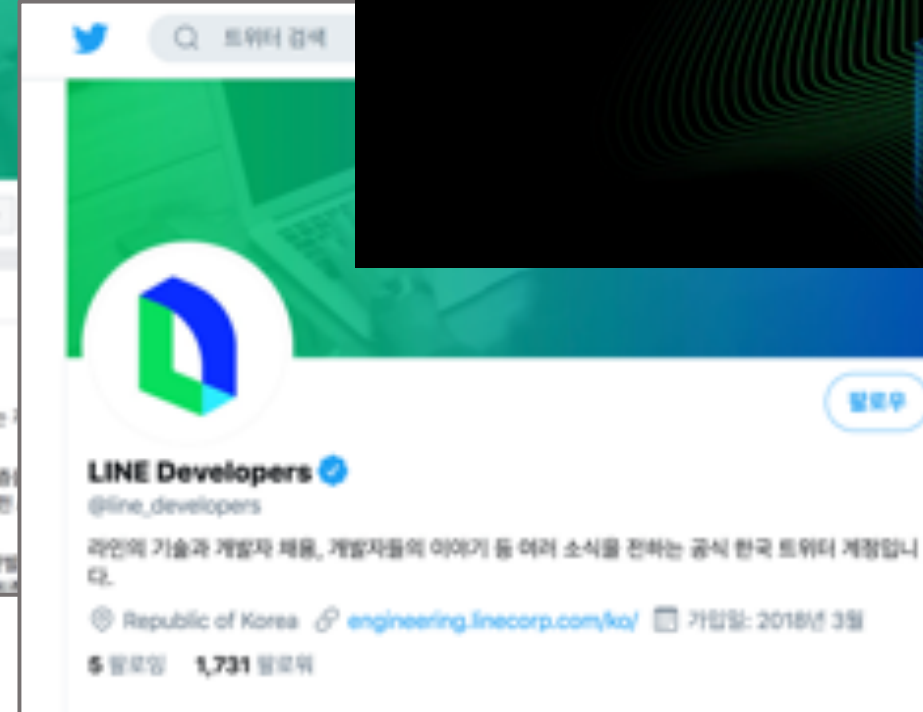 트위터 검색
팔로우
LINE Developers
@line_developers
라인의 기술과 개발자 채용, 개발자들의 이야기 등 여러 소식을 전하는 공식 한국 트위터 계정입니
다.
Republic of Korea engineering.linecorp.com/ko/ 가입일: 2018년 3월
5 팔로잉 1,731 팔로워